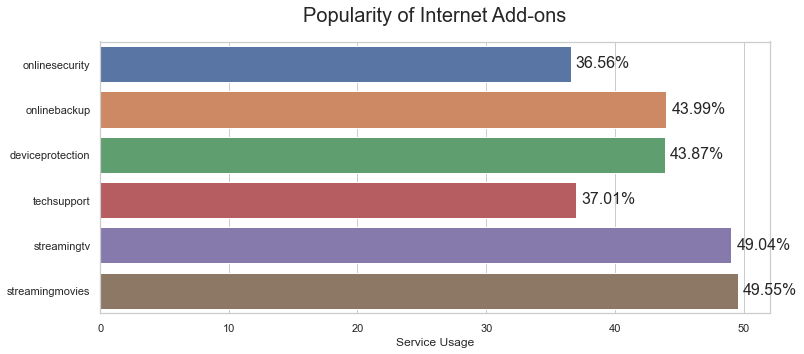 Popularity of Internet Add-ons
onlinesecurity 36.56%
onlinebackup 43.99%
deviceprotection 43.87%
techsupport 37.01%
streamingtv 49.04%
streamingmovies 49.55%
0 10 20 30 40 50
Service Usage